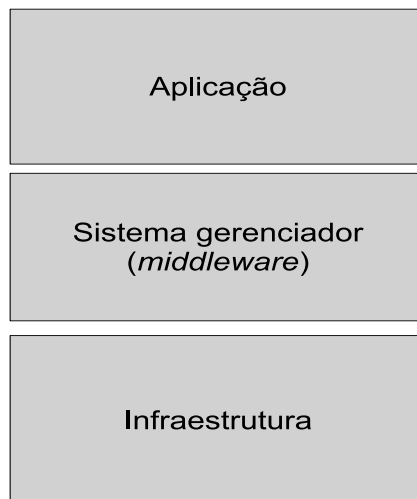 Aplicação
Sistema gerenciador
(middleware)
Infraestrutura